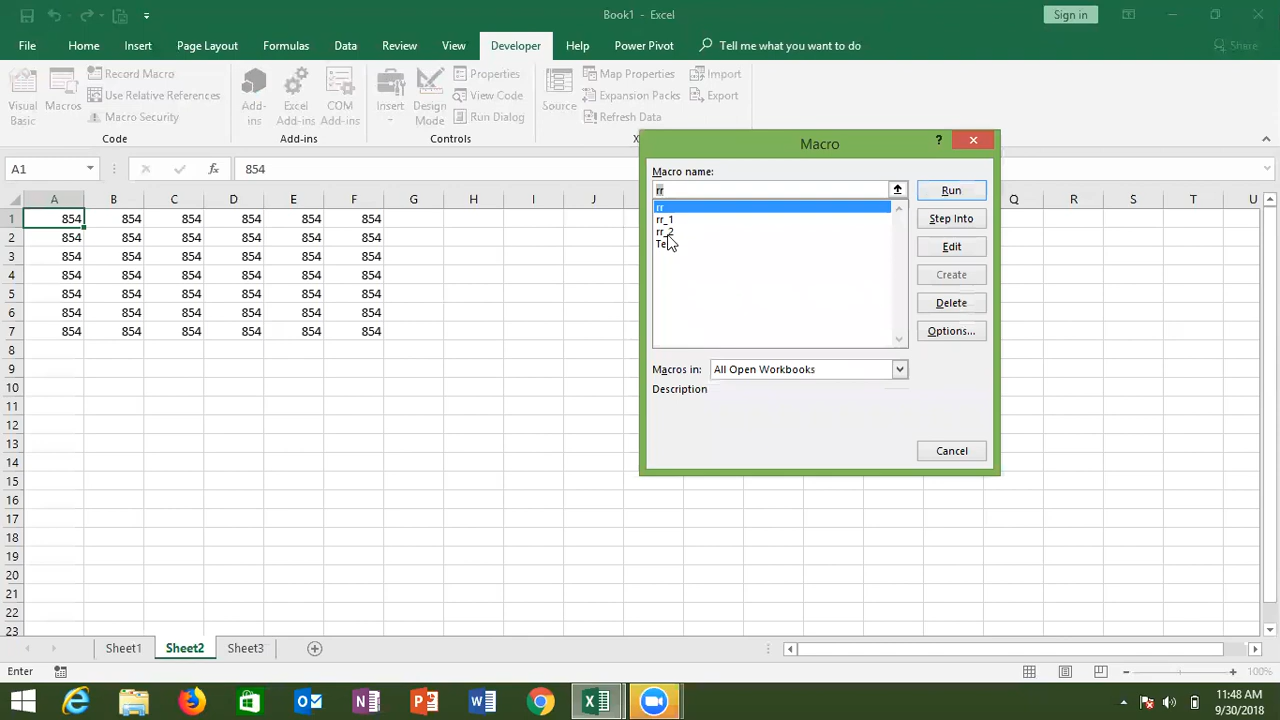 Book1 - Excel
Sign in
File Home Insert Page Layout Formulas Data Review View Developer Help Power Pivot Tell me what you want to do Share
Visual Basic
Macros
Record Macro
Use Relative References
Macro Security
Code
Add-ins
Excel Add-ins
COM Add-ins
Add-ins
Insert
Design Mode
Properties
View Code
Run Dialog
Controls
Source
Map Properties
Expansion Packs
Refresh Data
Import
Export
X
A1
854
A B C D E F G H I J Q R S T U
1 854 854 854 854 854 854
2 854 854 854 854 854 854
3 854 854 854 854 854 854
4 854 854 854 854 854 854
5 854 854 854 854 854 854
6 854 854 854 854 854 854
7 854 854 854 854 854 854
8
9
10
11
12
13
14
15
16
17
18
19
20
21
22
23
Macro
?
Macro name:
rr
rr
rr_1
rr_2
Run
Step Into
Edit
Create
Delete
Options...
Macros in: All Open Workbooks
Description
Cancel
Sheet1 Sheet2 Sheet3
Enter
100%
11:48 AM
9/30/2018